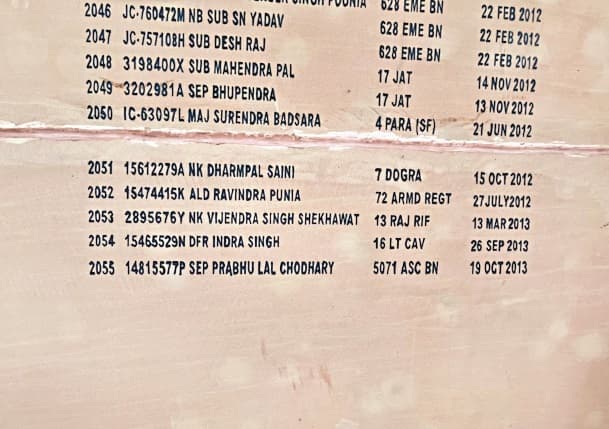 SINGH POONIA 628 EME BN
2046 JC-760472M NB SUB SN YADAV 628 EME BN 22 FEB 2012
2047 JC-757108H SUB DESH RAJ 628 EME BN 22 FEB 2012
2048 3198400X SUB MAHENDRA PAL 17 JAT 14 NOV 2012
2049 3202981A SEP BHUPENDRA 17 JAT 13 NOV 2012
2050 IC-63097L MAJ SURENDRA BADSARA 4 PARA (SF) 21 JUN 2012
2051 15612279A NK DHARMPAL SAINI 7 DOGRA 15 OCT 2012
2052 15474415K ALD RAVINDRA PUNIA 72 ARMD REGT 27JULY2012
2053 2895676Y NK VIJENDRA SINGH SHEKHAWAT 13 RAJ RIF 13 MAR 2013
2054 15465529N DFR INDRA SINGH 16 LT CAV 26 SEP 2013
2055 14815577P SEP PRABHU LAL CHODHARY 5071 ASC BN 19 OCT 2013